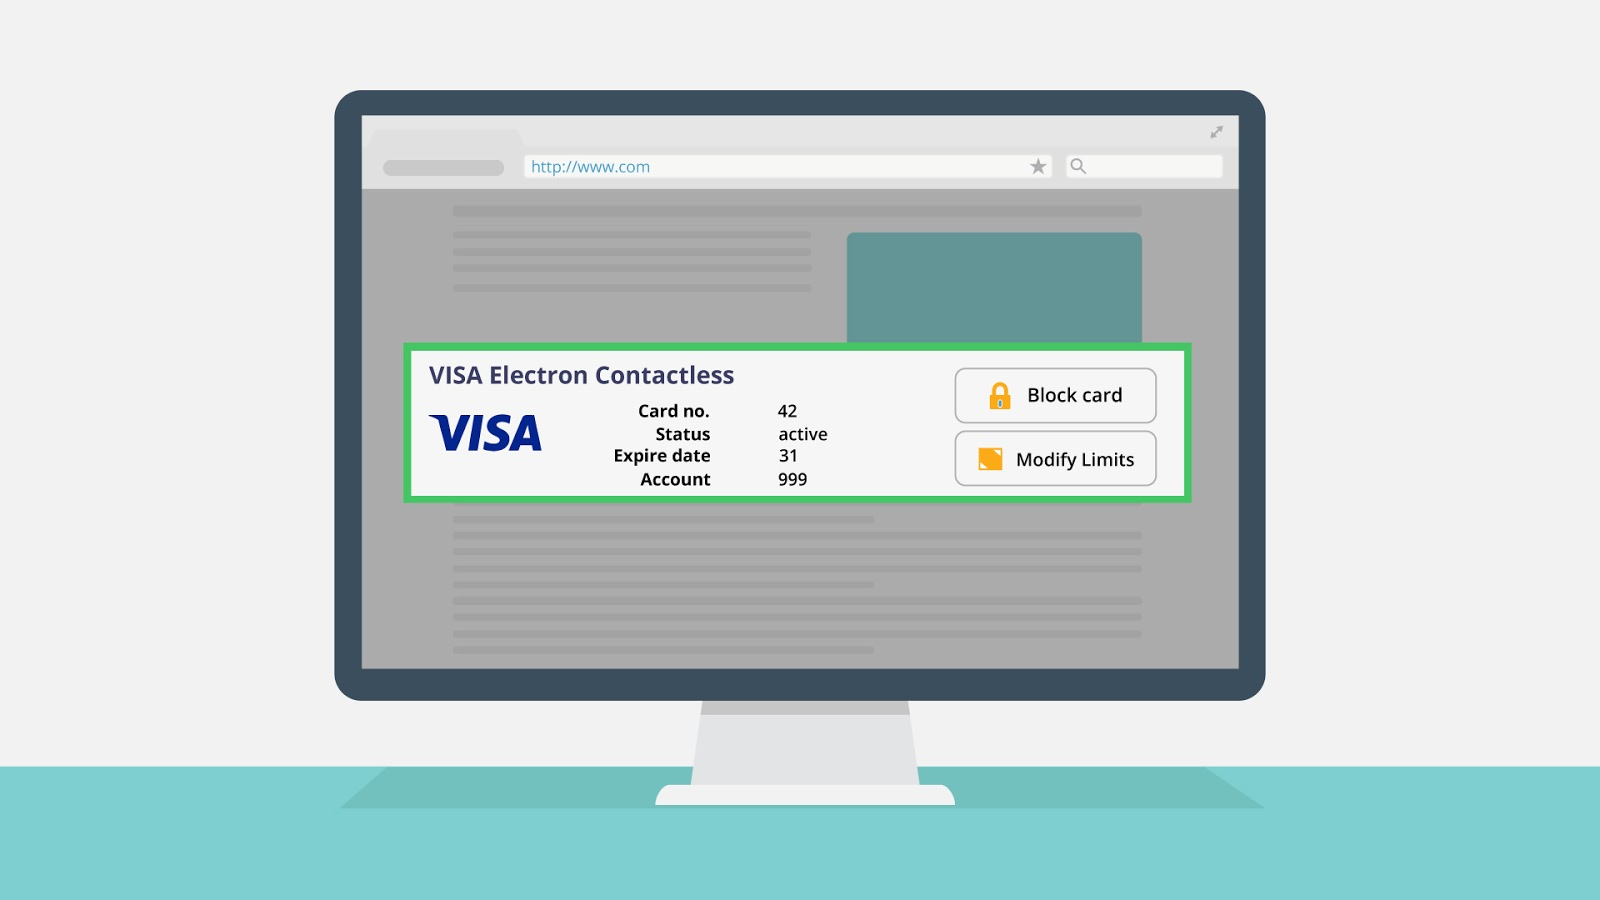 http://www.com
VISA Electron Contactless
VISA
Card no. 42
Status active
Expire date 31
Account 999
Block card
Modify Limits